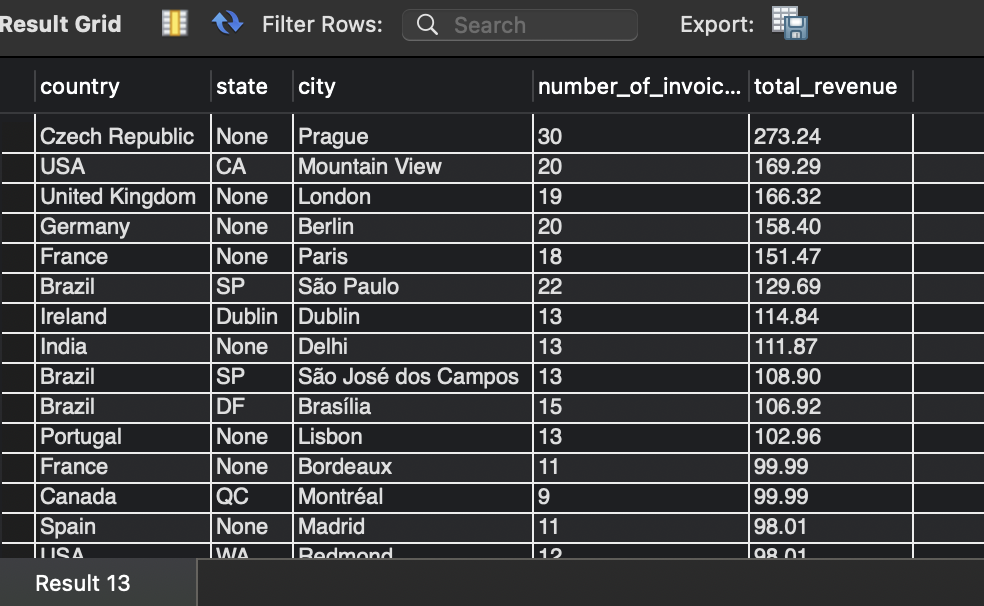 Result Grid Filter Rows: Search Export:
country state city number_of_invoic... total_revenue
Czech Republic None Prague 30 273.24
USA CA Mountain View 20 169.29
United Kingdom None London 19 166.32
Germany None Berlin 20 158.40
France None Paris 18 151.47
Brazil SP São Paulo 22 129.69
Ireland Dublin Dublin 13 114.84
India None Delhi 13 111.87
Brazil SP São José dos Campos 13 108.90
Brazil DF Brasília 15 106.92
Portugal None Lisbon 13 102.96
France None Bordeaux 11 99.99
Canada QC Montréal 9 99.99
Spain None Madrid 11 98.01
USA WA Redmond 12 98.01
Result 13